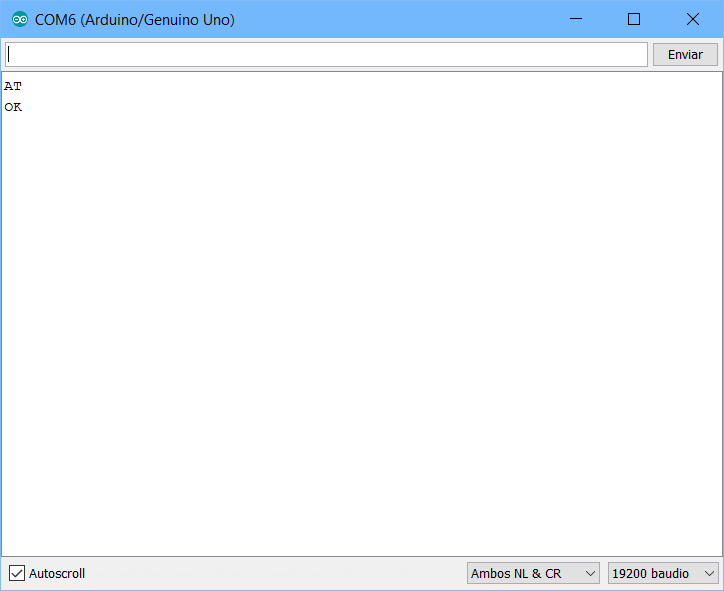 COM6 (Arduino/Genuino Uno)
Enviar
AT
OK
Autoscroll
Ambos NL & CR
19200 baudio